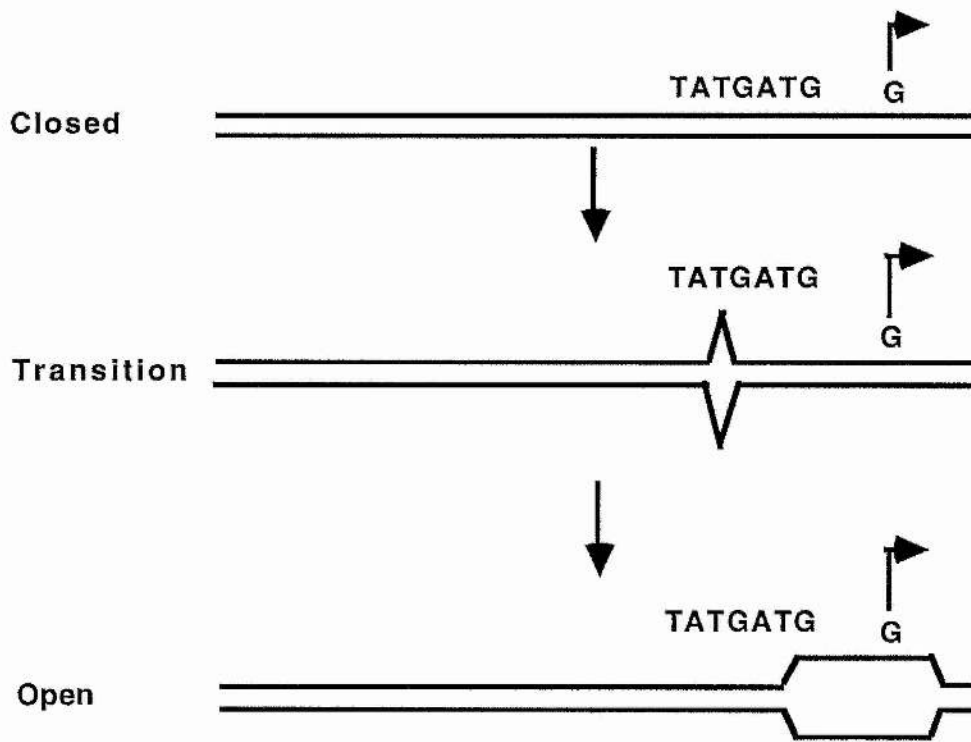 TATGATG G
Closed
TATGATG G
Transition
TATGATG G
Open